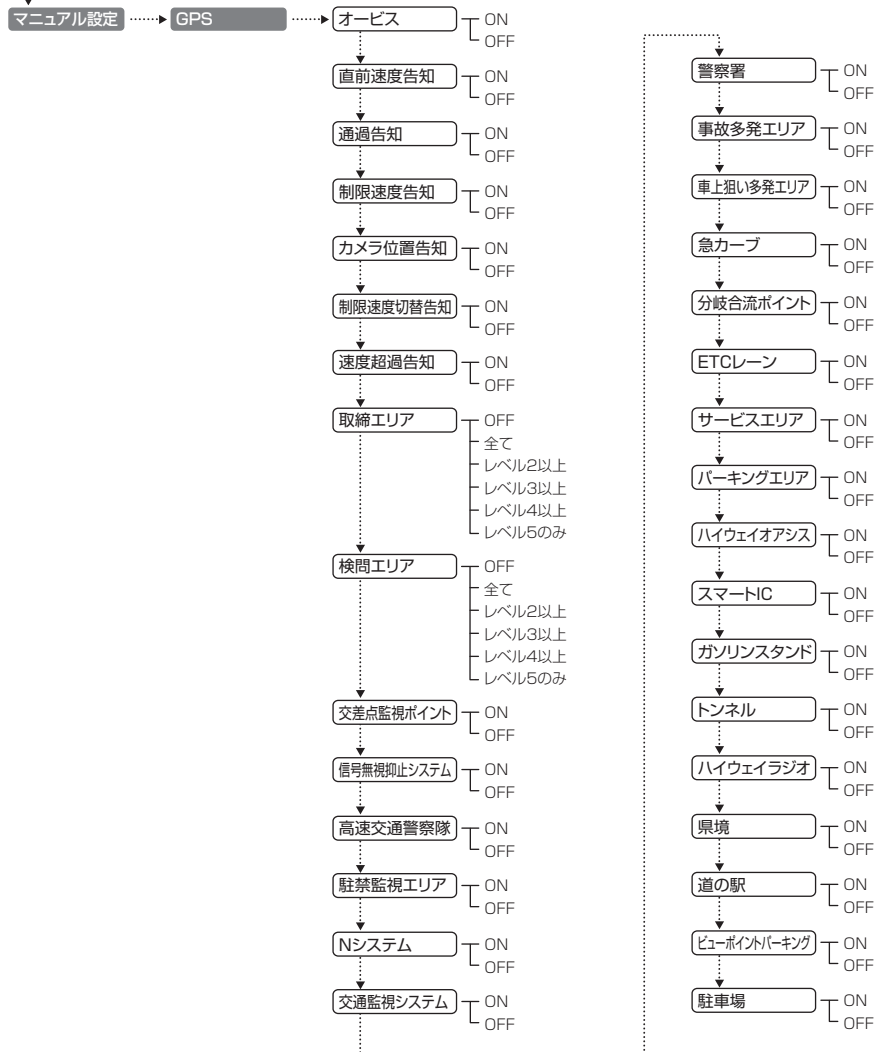 マニュアル設定
GPS
オービス
ON
OFF
直前速度告知
ON
OFF
通過告知
ON
OFF
制限速度告知
ON
OFF
カメラ位置告知
ON
OFF
制限速度切替告知
ON
OFF
速度超過告知
ON
OFF
取締エリア
OFF
全て
レベル2以上
レベル3以上
レベル4以上
レベル5のみ
検問エリア
OFF
全て
レベル2以上
レベル3以上
レベル4以上
レベル5のみ
交差点監視ポイント
ON
OFF
信号無視抑止システム
ON
OFF
高速交通警察隊
ON
OFF
駐禁監視エリア
ON
OFF
Nシステム
ON
OFF
交通監視システム
ON
OFF
警察署
ON
OFF
事故多発エリア
ON
OFF
車上狙い多発エリア
ON
OFF
急カーブ
ON
OFF
分岐合流ポイント
ON
OFF
ETCレーン
ON
OFF
サービスエリア
ON
OFF
パーキングエリア
ON
OFF
ハイウェイオアシス
ON
OFF
スマートIC
ON
OFF
ガソリンスタンド
ON
OFF
トンネル
ON
OFF
ハイウェイラジオ
ON
OFF
県境
ON
OFF
道の駅
ON
OFF
ビューポイントパーキング
ON
OFF
駐車場
ON
OFF